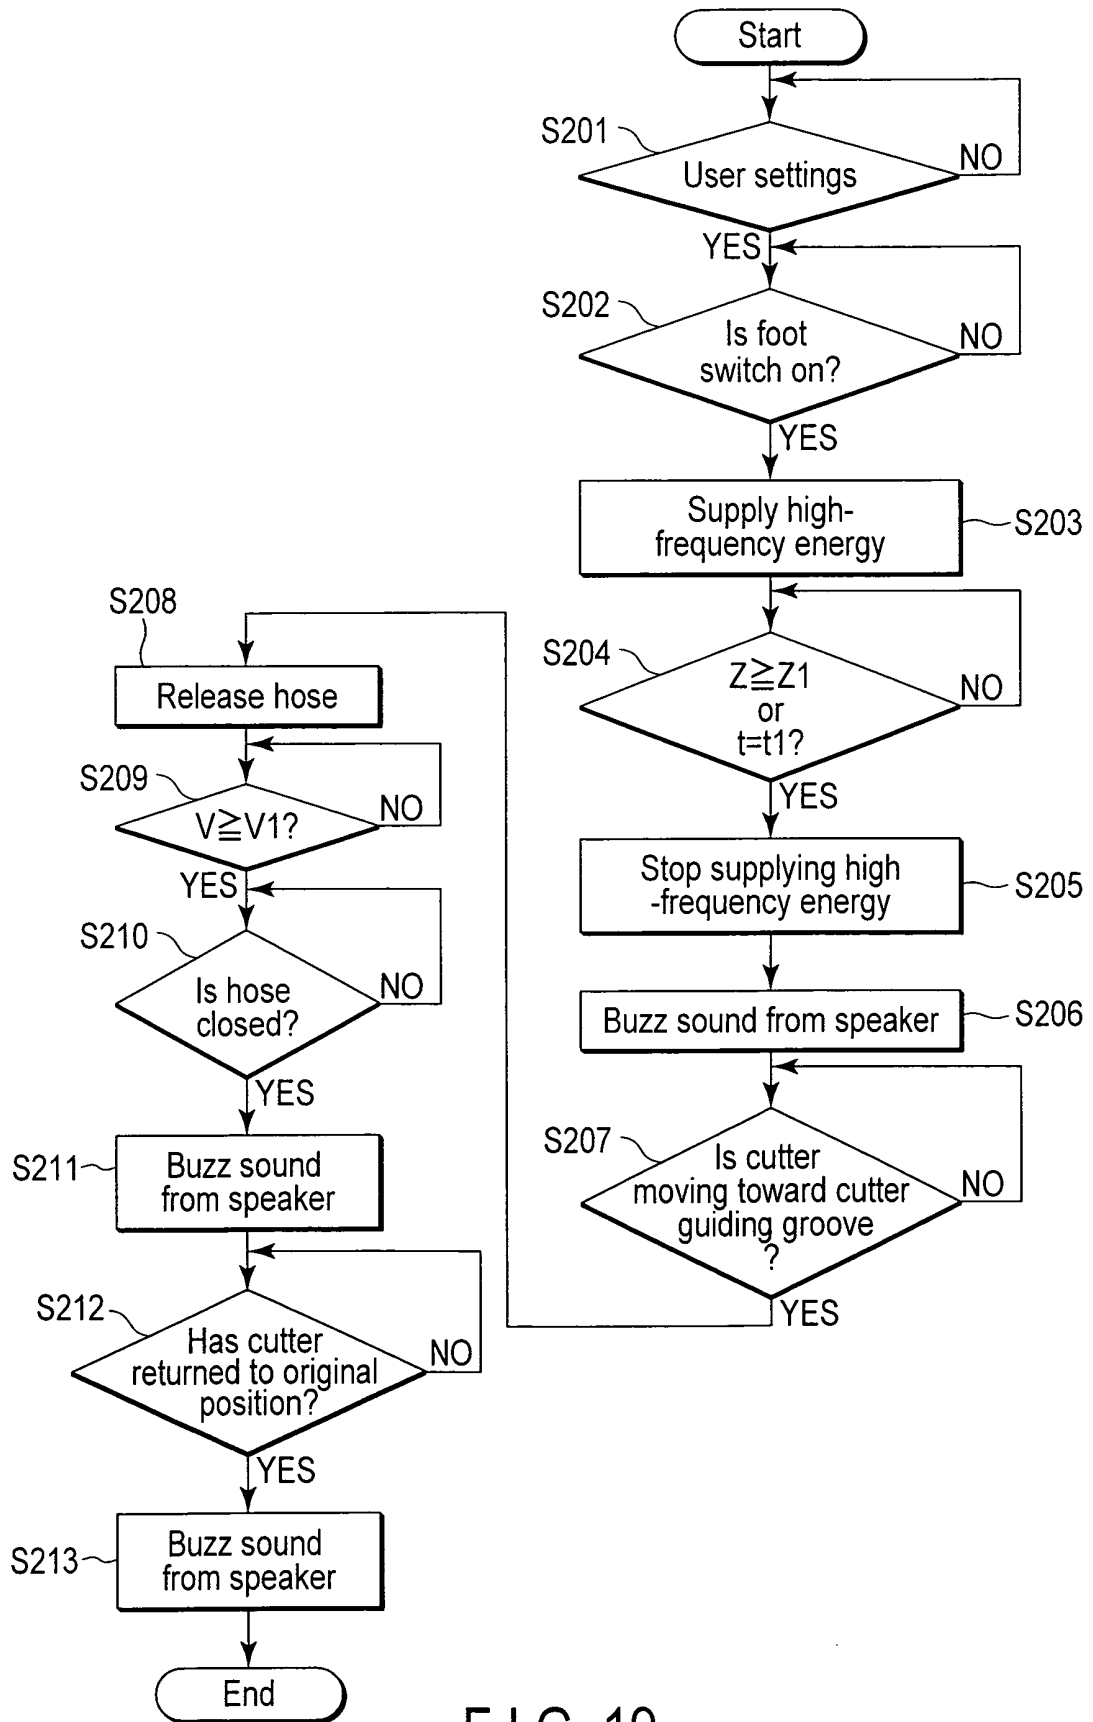 Start
S201
User settings
NO
YES
S202
Is foot
switch on?
NO
YES
Supply high-
frequency energy
S203
S204
Z≧Z1
or
t=t1?
NO
YES
Stop supplying high
-frequency energy
S205
Buzz sound from speaker
S206
S207
Is cutter
moving toward cutter
guiding groove
?
NO
YES
S208
Release hose
S209
V≧V1?
NO
YES
S210
Is hose
closed?
NO
YES
S211
Buzz sound
from speaker
S212
Has cutter
returned to original
position?
NO
YES
S213
Buzz sound
from speaker
End